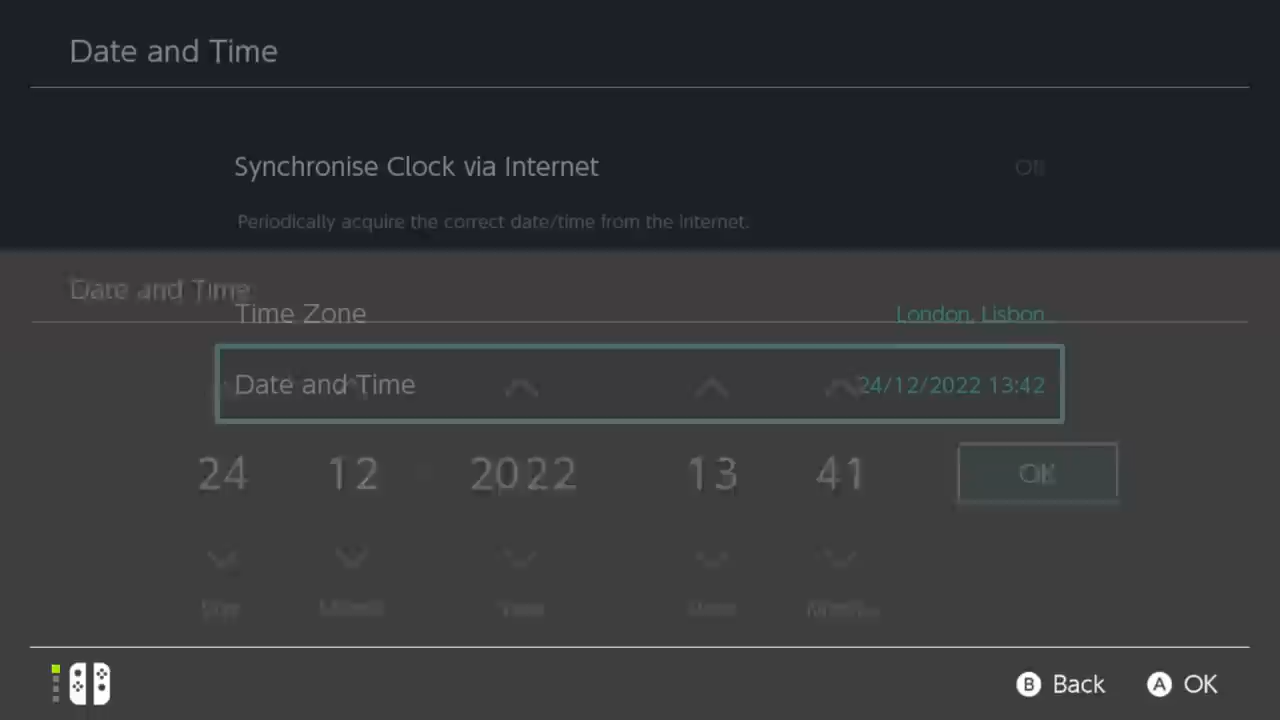 Date and Time
Synchronise Clock via Internet
Periodically acquire the correct date/time from the Internet.
Date and Time
Time Zone London, Lisbon
Date and Time 24/12/2022 13:42
24 12 2022 13 41 OK
B Back A OK